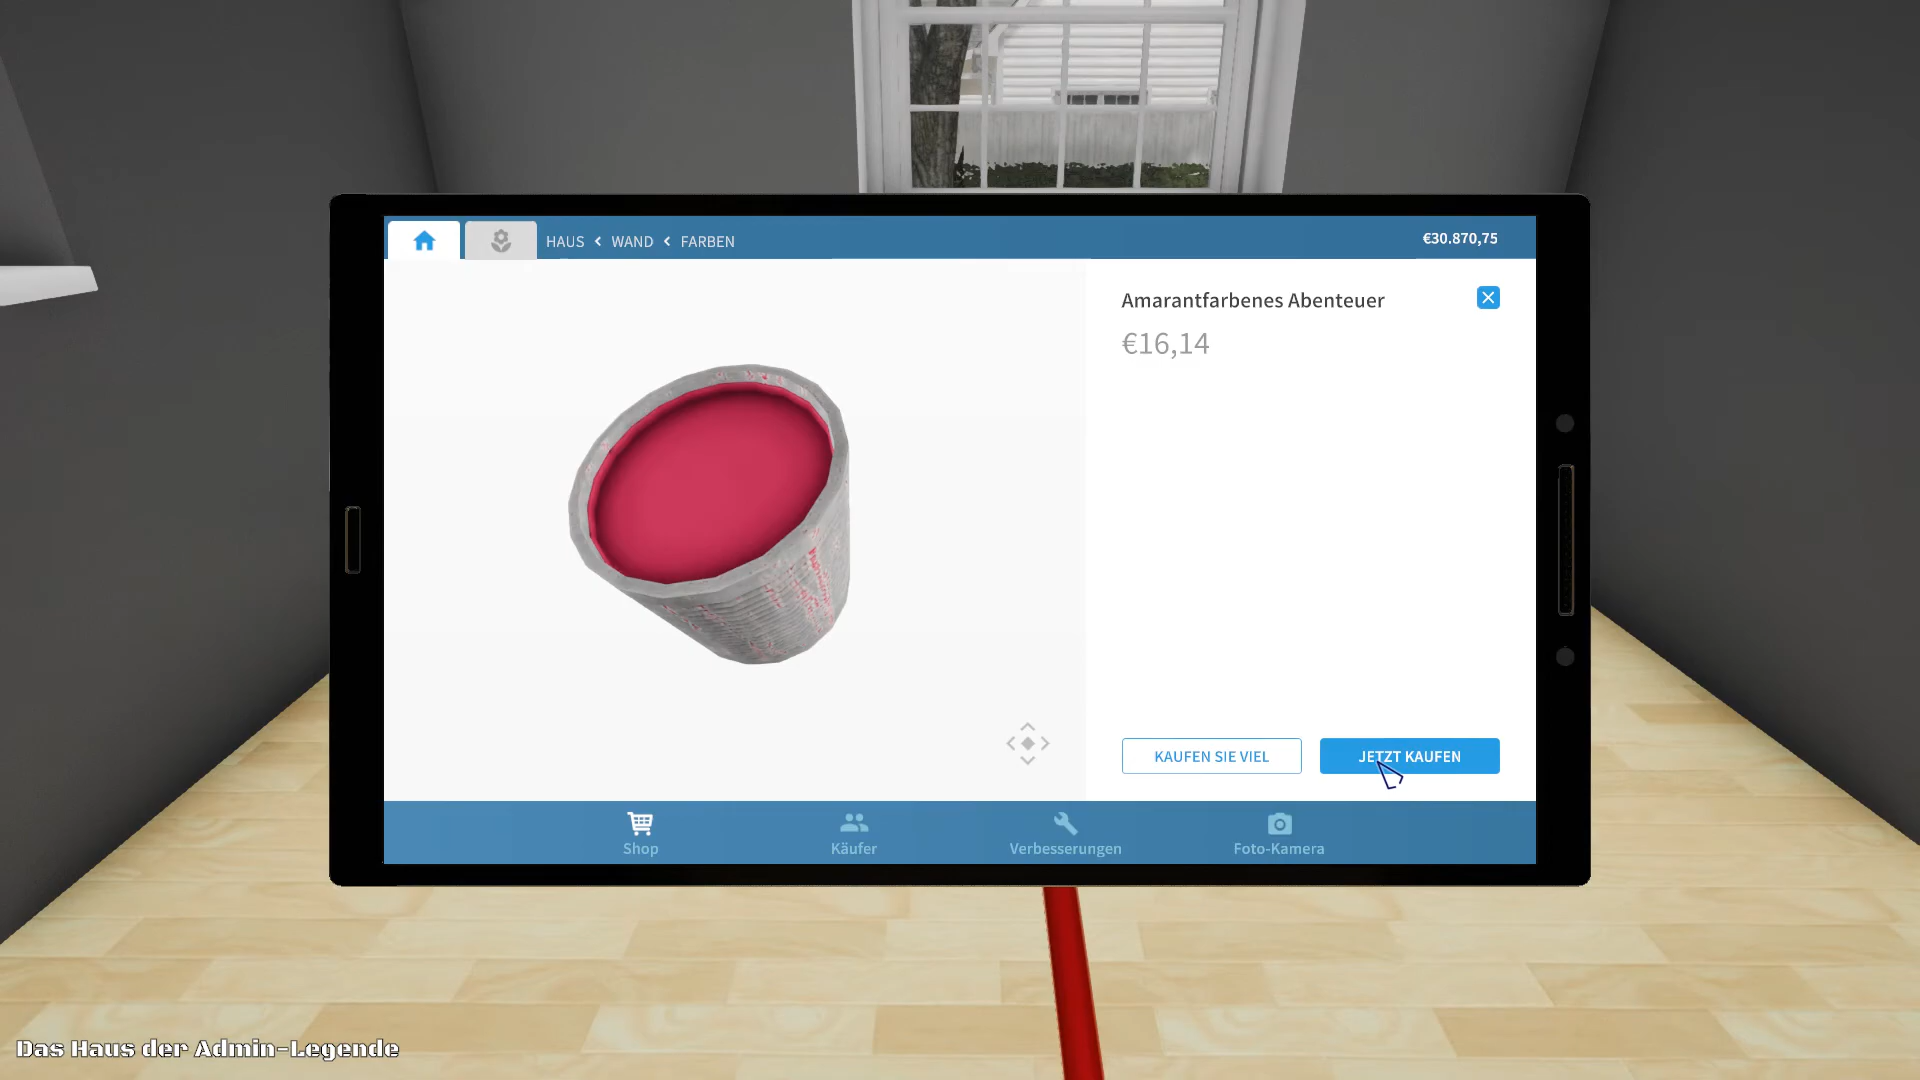 HAUS < WAND < FARBEN
€30.870,75
Amarantfarbenes Abenteuer
€16,14
KAUFEN SIE VIEL
JETZT KAUFEN
Shop
Käufer
Verbesserungen
Foto-Kamera
Das Haus der Admin-Legende